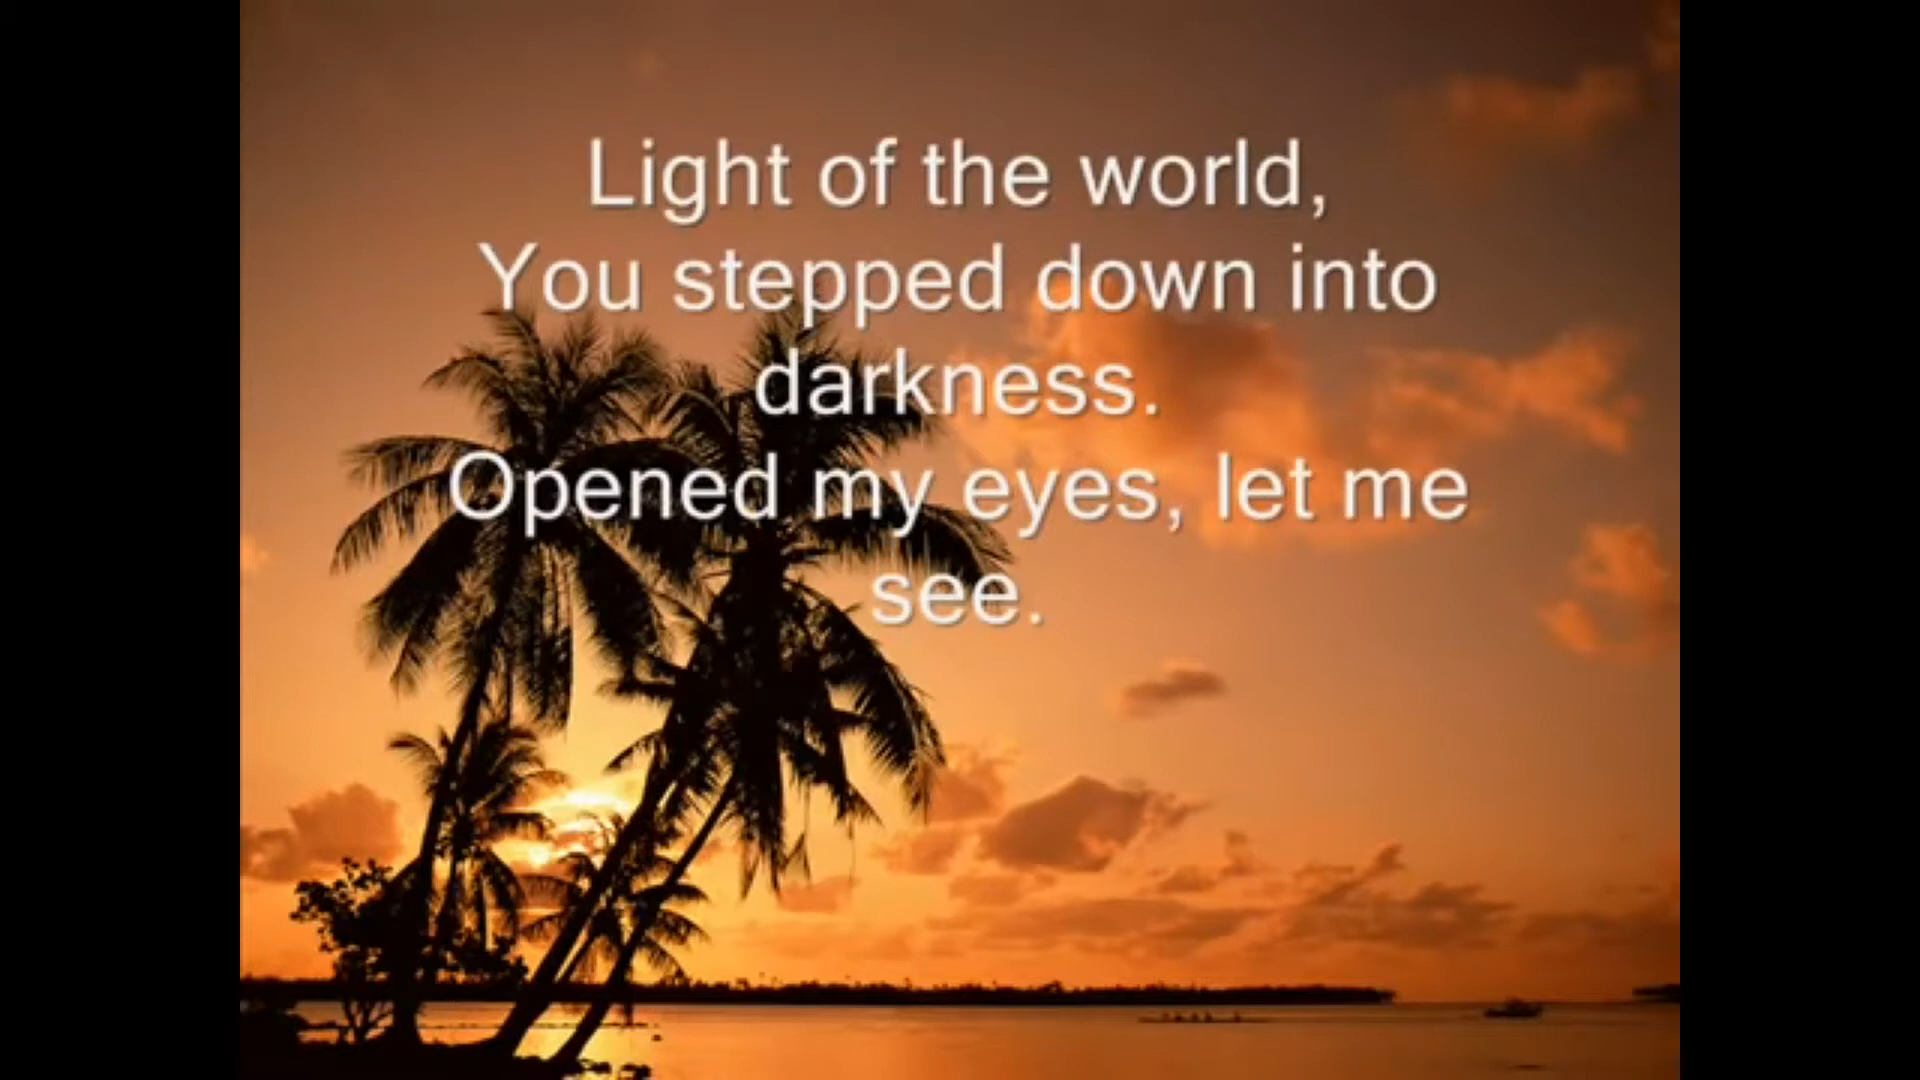 Light of the world,
You stepped down into
darkness.
Opened my eyes, let me
see.